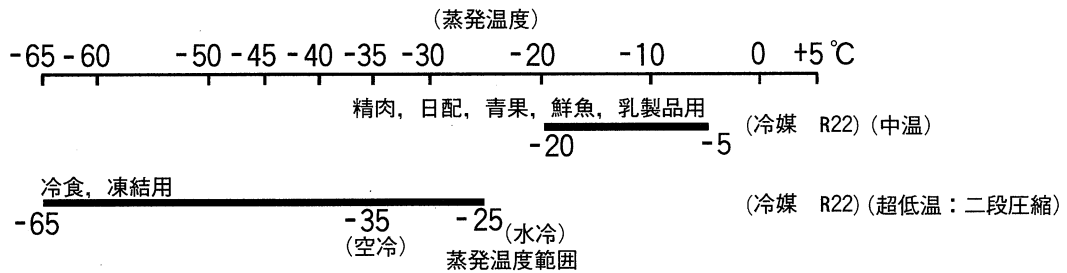 (蒸発温度)
-65 -60 -50 -45 -40 -35 -30 -20 -10 0 +5 ℃
精肉，日配，青果，鮮魚，乳製品用
(冷媒 R22) (中温)
-20 -5
冷食，凍結用
(冷媒 R22) (超低温：二段圧縮)
-65 -35 -25
(空冷) (水冷)
蒸発温度範囲